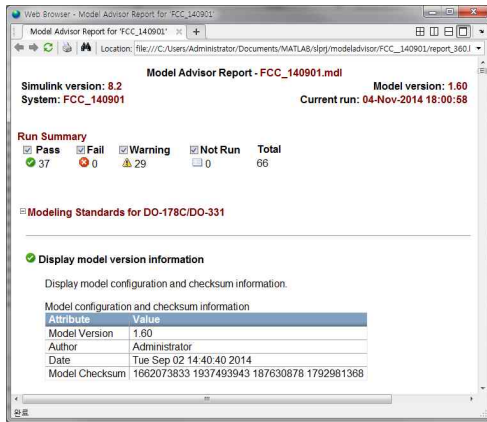 Web Browser - Model Advisor Report for 'FCC_140901'
Model Advisor Report for 'FCC_140901' × +
Location: file:///C:/Users/Administrator/Documents/MATLAB/slprj/modeladvisor/FCC__140901/report_360.l
Model Advisor Report - FCC_140901.mdl
Simulink version: 8.2 Model version: 1.60
System: FCC_140901 Current run: 04-Nov-2014 18:00:58
Run Summary
Pass Fail Warning Not Run Total
37 0 29 0 66
Modeling Standards for DO-178C/DO-331
Display model version information
Display model configuration and checksum information.
Model configuration and checksum information
Attribute Value
Model Version 1.60
Author Administrator
Date Tue Sep 02 14:40:40 2014
Model Checksum 1662073833 1937493943 187630878 1792981368
완료